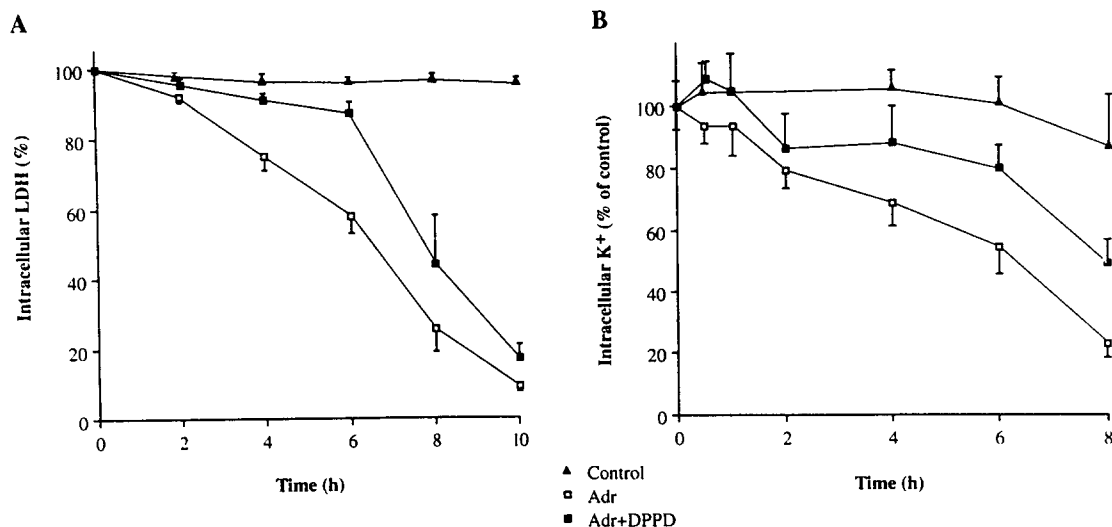 A
Intracellular LDH (%)
100
80
60
40
20
0
0 2 4 6 8 10
Time (h)
B
Intracellular K+ (% of control)
100
80
60
40
20
0
0 2 4 6 8
Time (h)
Control
Adr
Adr+DPPD